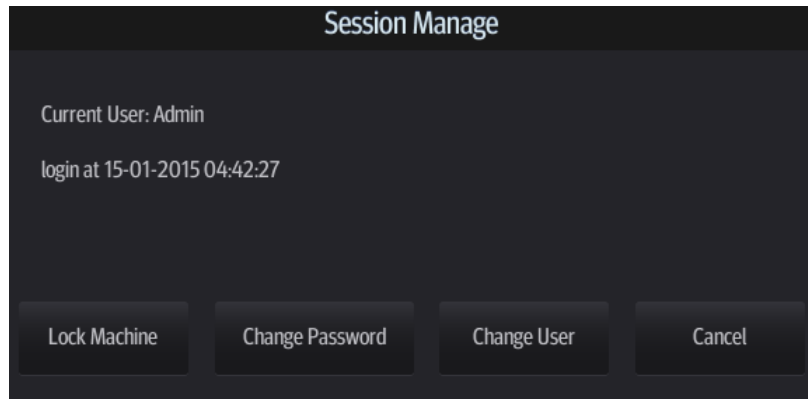 Session Manage
Current User: Admin
login at 15-01-2015 04:42:27
Lock Machine Change Password Change User Cancel